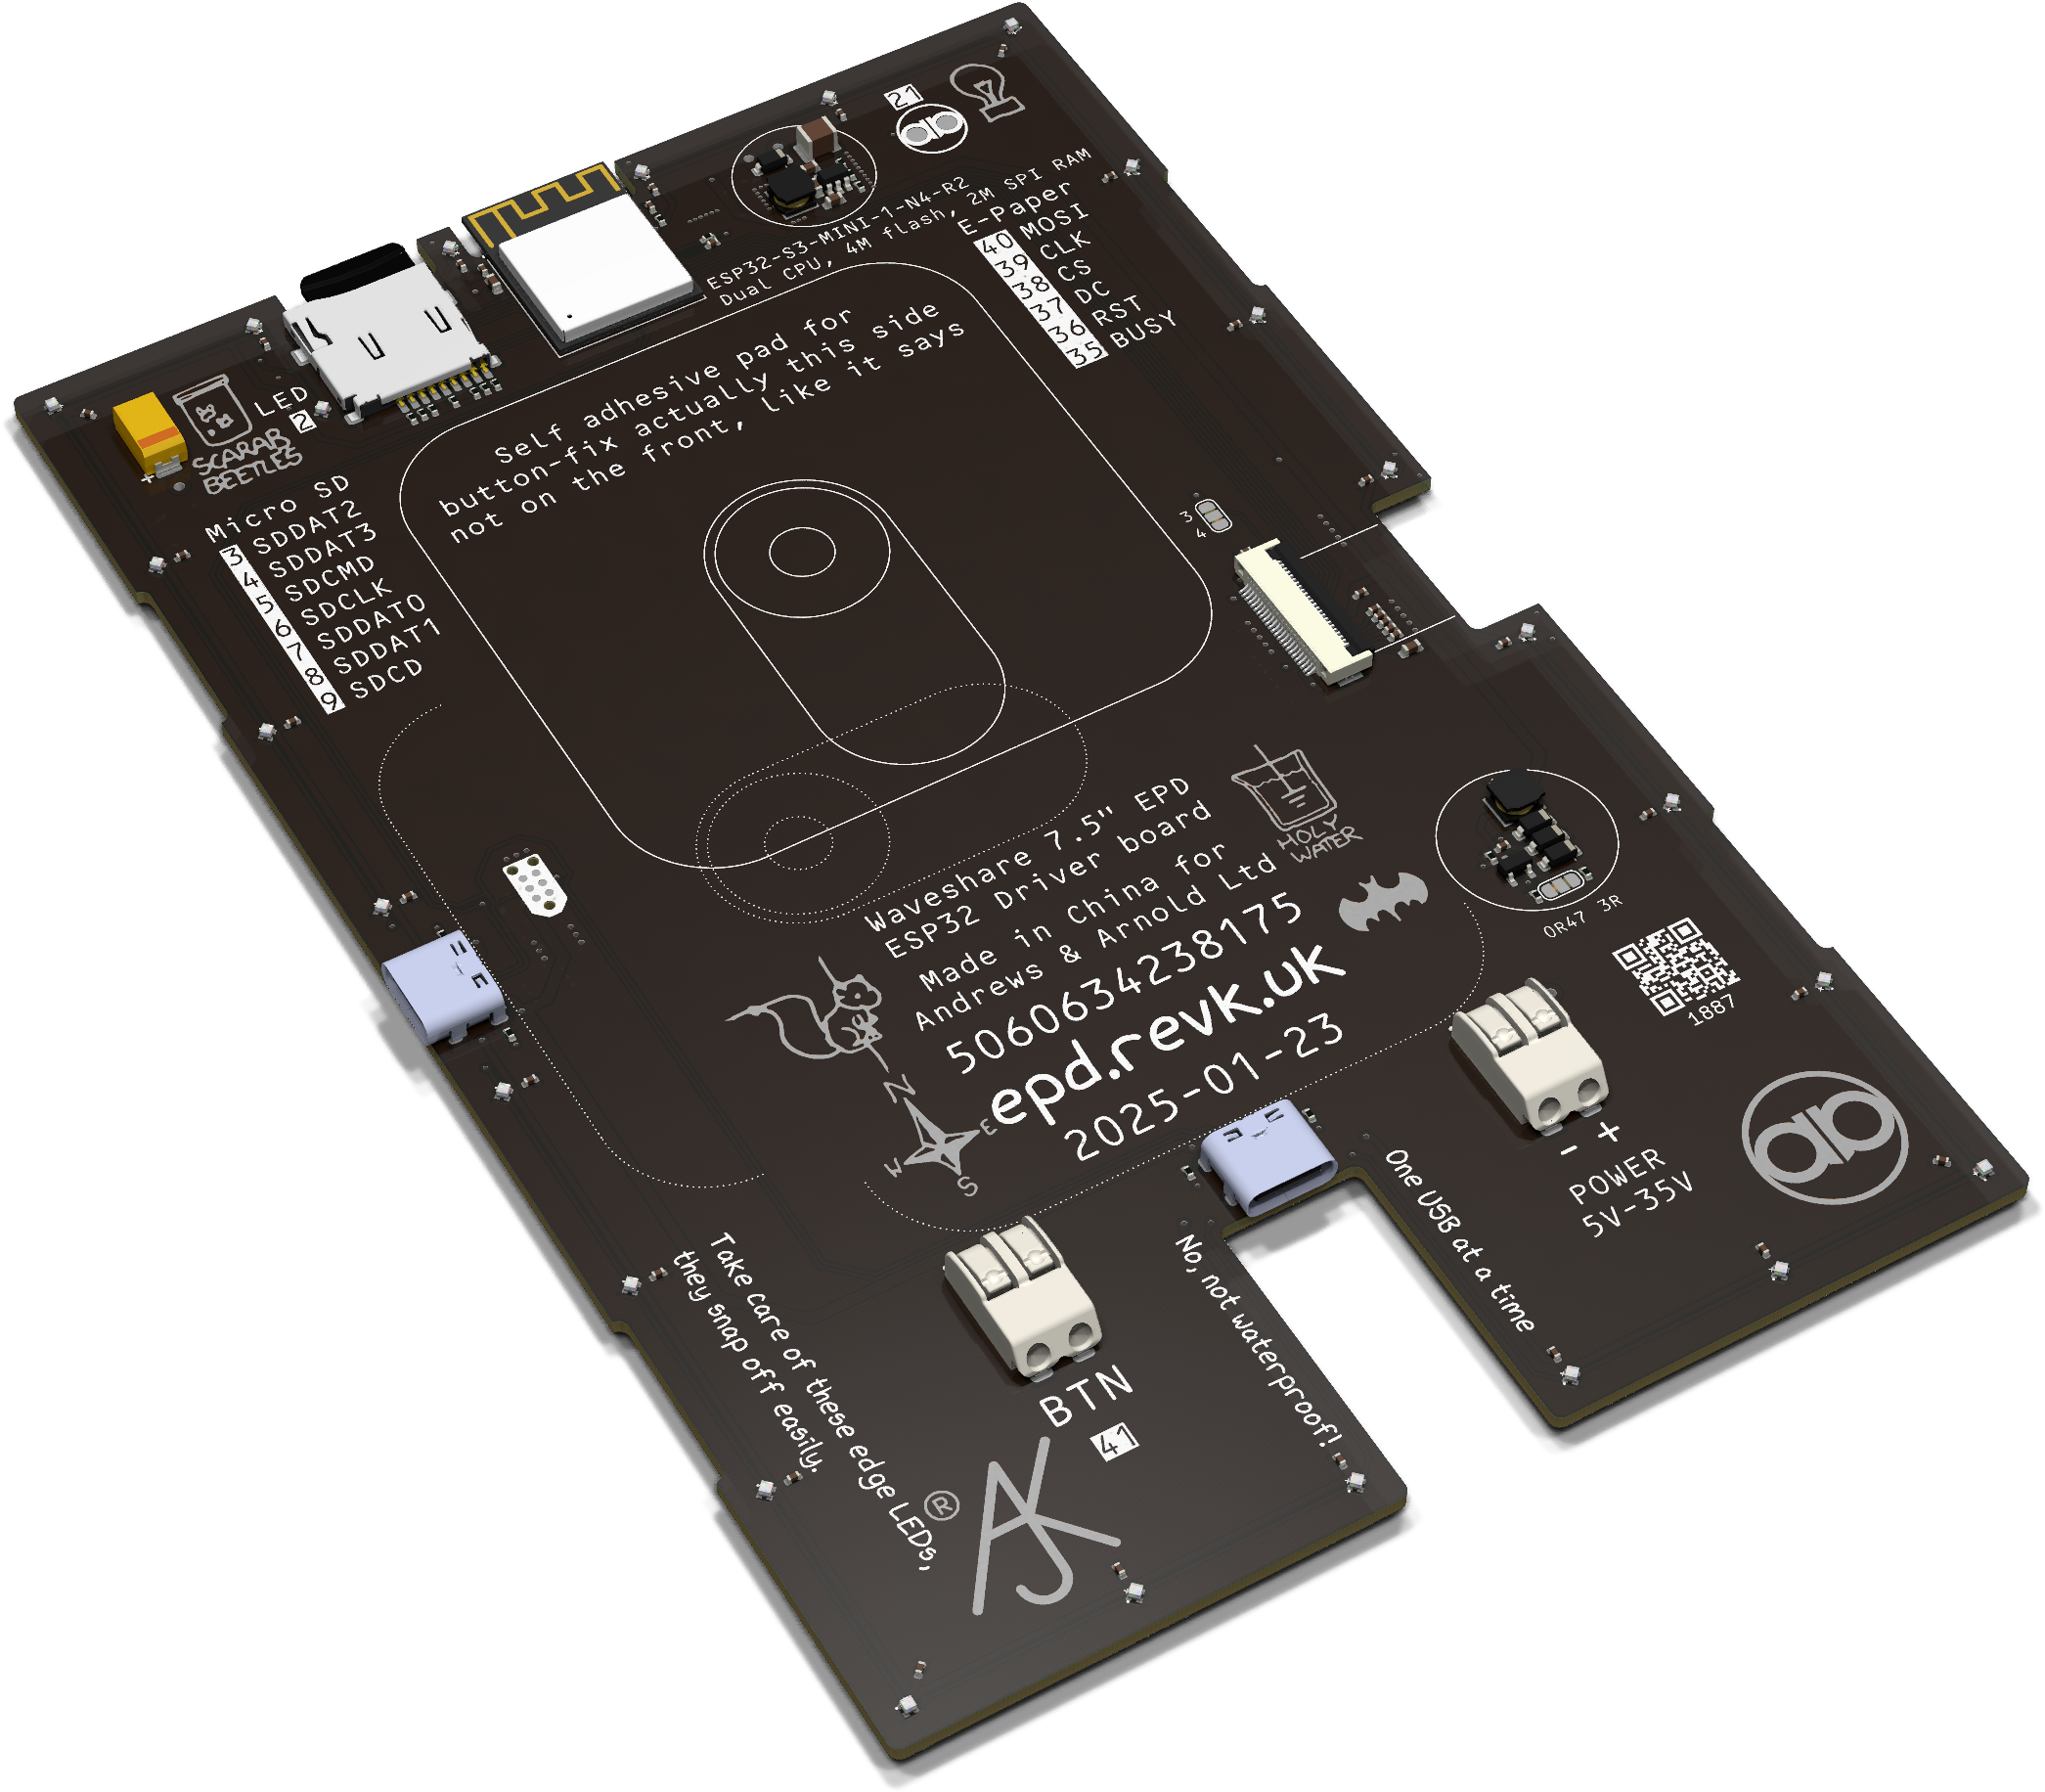 21
ESP32-S3-MINI-1-N4-R2
Dual CPU, 4M flash, 2M SPI RAM
E-Paper
40 MOSI
39 CLK
38 CS
37 DC
36 RST
35 BUSY
LED
2
SCARAB
BEETLES
+
Micro SD
3 SDDAT2
4 SDDAT3
5 SDCMD
6 SDCLK
7 SDDAT0
8 SDDAT1
9 SDCD
Self adhesive pad for
button-fix actually this side
not on the front, like it says
3
4
HOLY
WATER
Waveshare 7.5" EPD
ESP32 Driver board
Made in China for
Andrews & Arnold Ltd
5060634238175
epd.revk.uk
2025-01-23
N
E
W
S
0R47 3R
1887
- +
POWER
5V-35V
One USB at a time
No, not waterproof!
Take care of these edge LEDs,
they snap off easily.
BTN
41
AJK
®